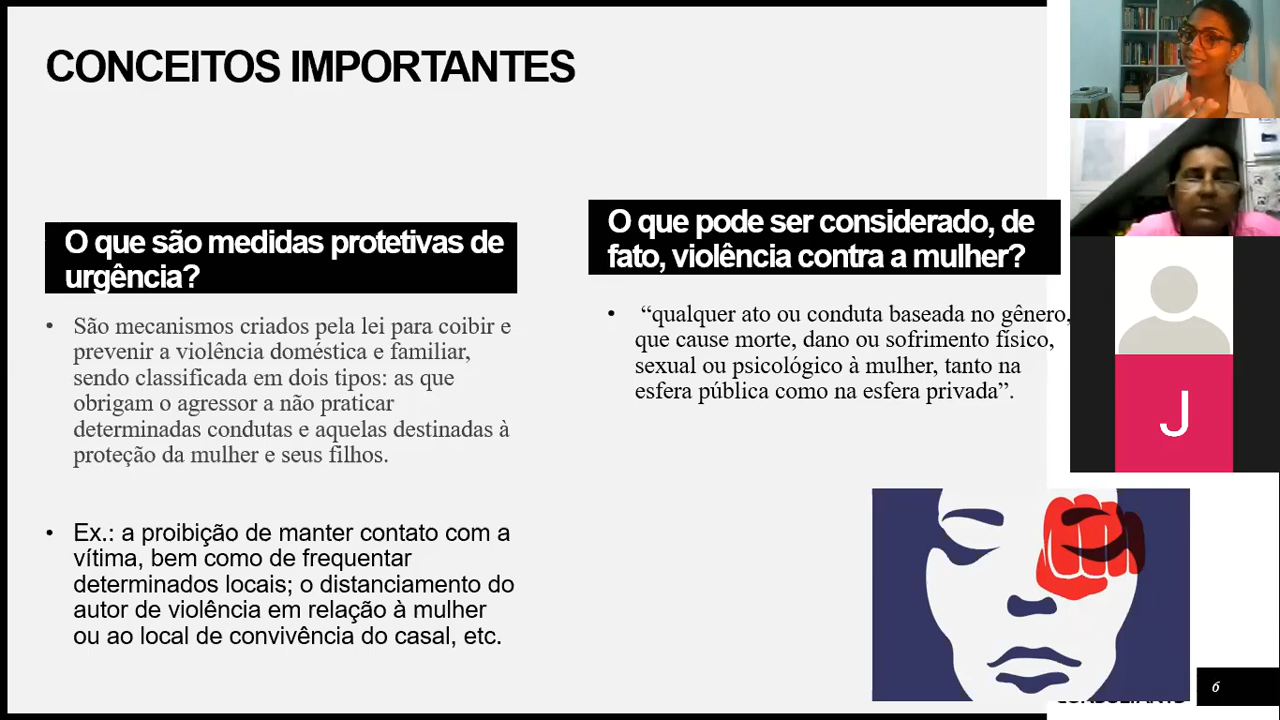 CONCEITOS IMPORTANTES
O que são medidas protetivas de
urgência?
• São mecanismos criados pela lei para coibir e
prevenir a violência doméstica e familiar,
sendo classificada em dois tipos: as que
obrigam o agressor a não praticar
determinadas condutas e aquelas destinadas à
proteção da mulher e seus filhos.
• Ex.: a proibição de manter contato com a
vítima, bem como de frequentar
determinados locais; o distanciamento do
autor de violência em relação à mulher
ou ao local de convivência do casal, etc.
O que pode ser considerado, de
fato, violência contra a mulher?
• “qualquer ato ou conduta baseada no gênero,
que cause morte, dano ou sofrimento físico,
sexual ou psicológico à mulher, tanto na
esfera pública como na esfera privada”.
J
6